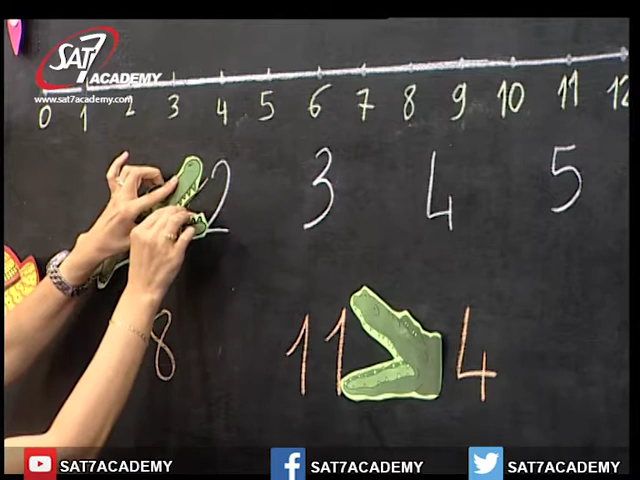 SAT7
ACADEMY
www.sat7academy.com
0 1 2 3 4 5 6 7 8 9 10 11 12
2 3 4 5
8 11 4
SAT7ACADEMY SAT7ACADEMY SAT7ACADEMY